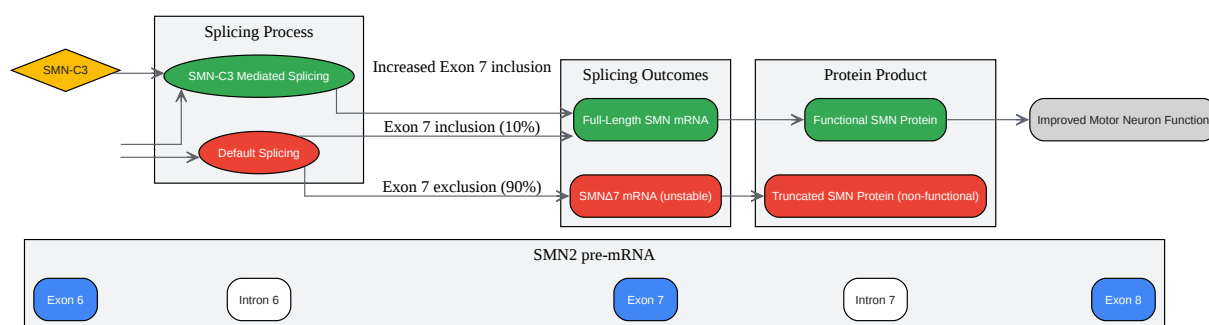 Splicing Process
SMN-C3
SMN-C3 Mediated Splicing
Default Splicing
Increased Exon 7 inclusion
Exon 7 inclusion (10%)
Exon 7 exclusion (90%)
Splicing Outcomes
Full-Length SMN mRNA
SMNΔ7 mRNA (unstable)
Protein Product
Functional SMN Protein
Truncated SMN Protein (non-functional)
Improved Motor Neuron Function
SMN2 pre-mRNA
Exon 6
Intron 6
Exon 7
Intron 7
Exon 8